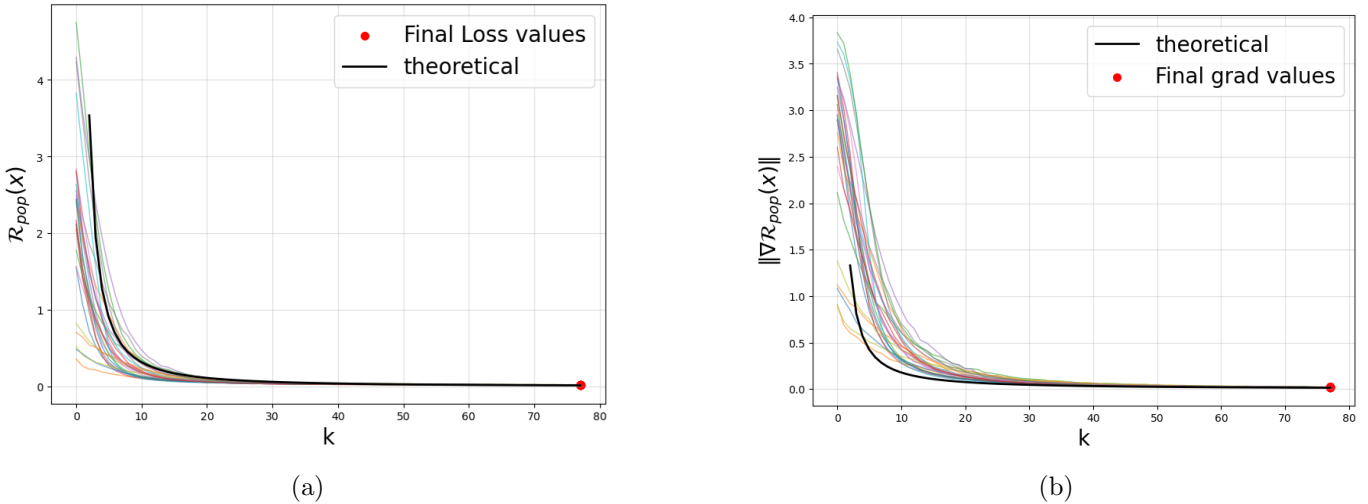 Final Loss values
theoretical
4
3
2
1
0
0 10 20 30 40 50 60 70 80
k
R_pop(x)
(a)
theoretical
Final grad values
4.0
3.5
3.0
2.5
2.0
1.5
1.0
0.5
0.0
0 10 20 30 40 50 60 70 80
k
‖∇R_pop(x)‖
(b)